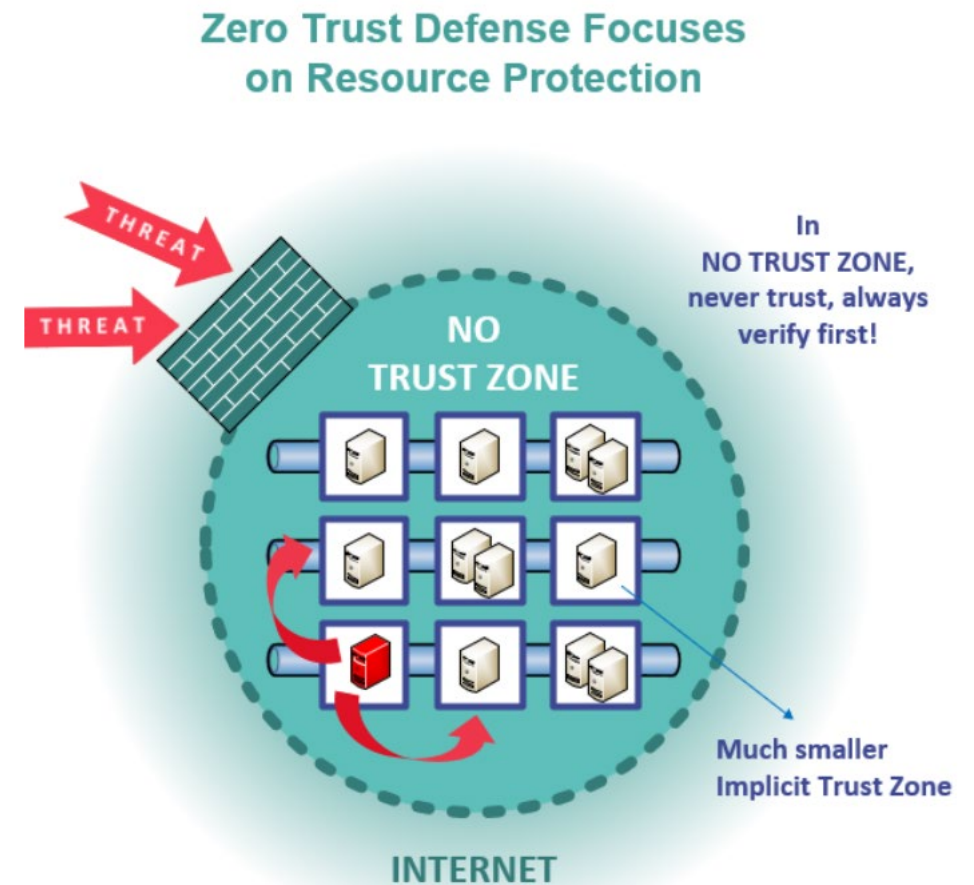 Zero Trust Defense Focuses
on Resource Protection
THREAT
THREAT
In
NO TRUST ZONE,
never trust, always
verify first!
NO
TRUST ZONE
Much smaller
Implicit Trust Zone
INTERNET